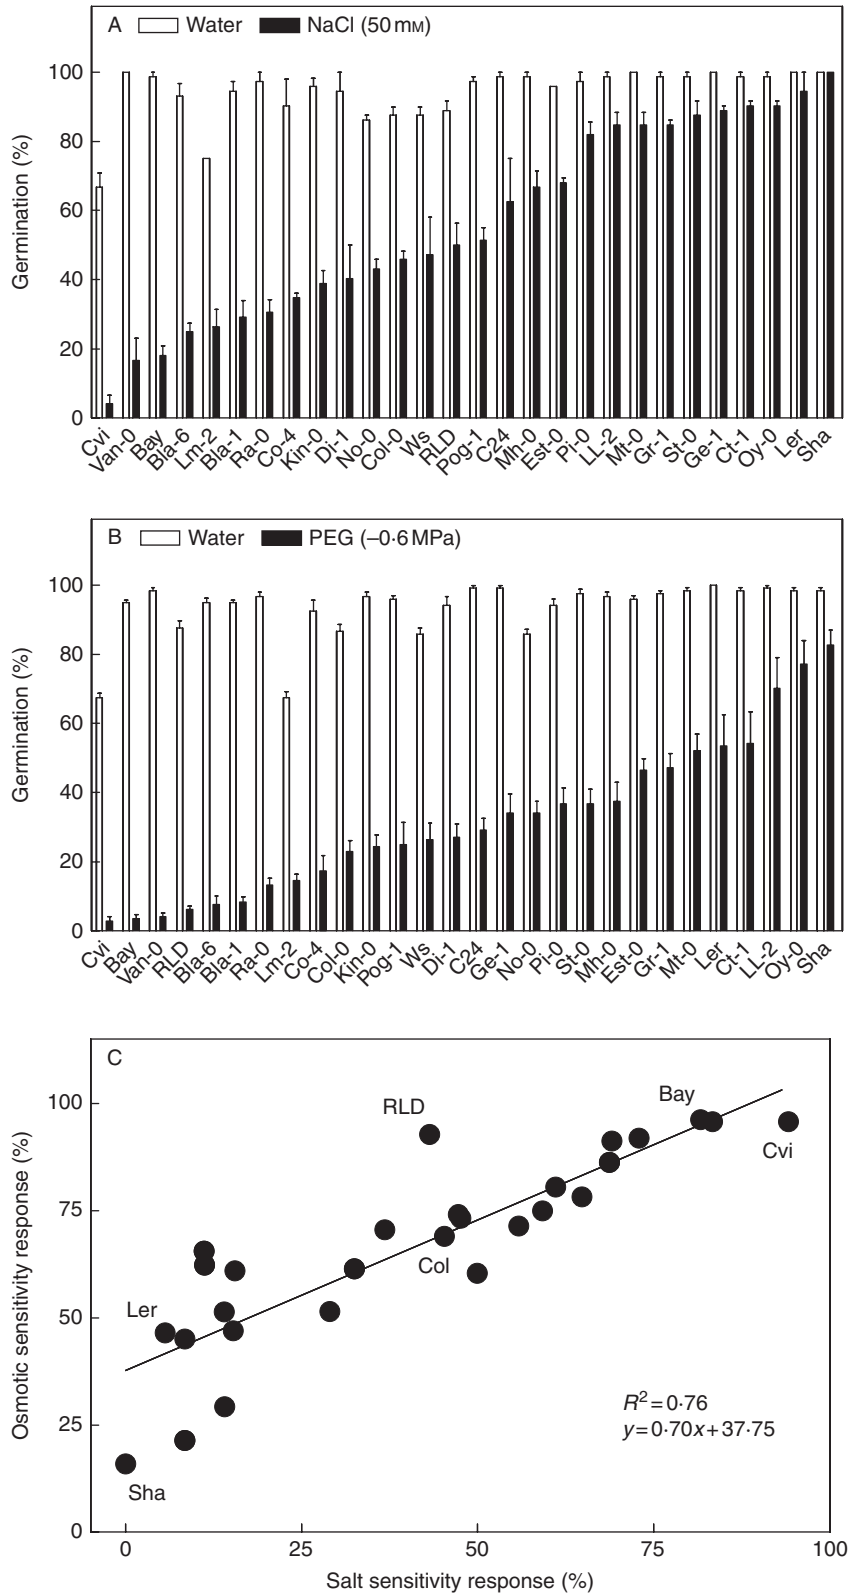 A Water NaCl (50 mM)
Germination (%)
100
80
60
40
20
0
Cvi Van-0 Bay Bla-6 Lm-2 Bla-1 Ra-0 Co-4 Kin-0 Di-1 No-0 Col-0 Ws RLD Pog-1 C24 Mh-0 Est-0 Pi-0 LL-2 Mt-0 Gr-1 St-0 Ge-1 Ct-1 Oy-0 Ler Sha
B Water PEG (–0·6 MPa)
Germination (%)
100
80
60
40
20
0
Cvi Bay Van-0 RLD Bla-6 Bla-1 Ra-0 Lm-2 Co-4 Col-0 Kin-0 Pog-1 Ws Di-1 C24 Ge-1 No-0 Pi-0 St-0 Mh-0 Est-0 Gr-1 Mt-0 Ler Ct-1 LL-2 Oy-0 Sha
C
Osmotic sensitivity response (%)
100
75
50
25
0
RLD
Bay
Cvi
Col
Ler
Sha
R² = 0·76
y = 0·70x + 37·75
0 25 50 75 100
Salt sensitivity response (%)